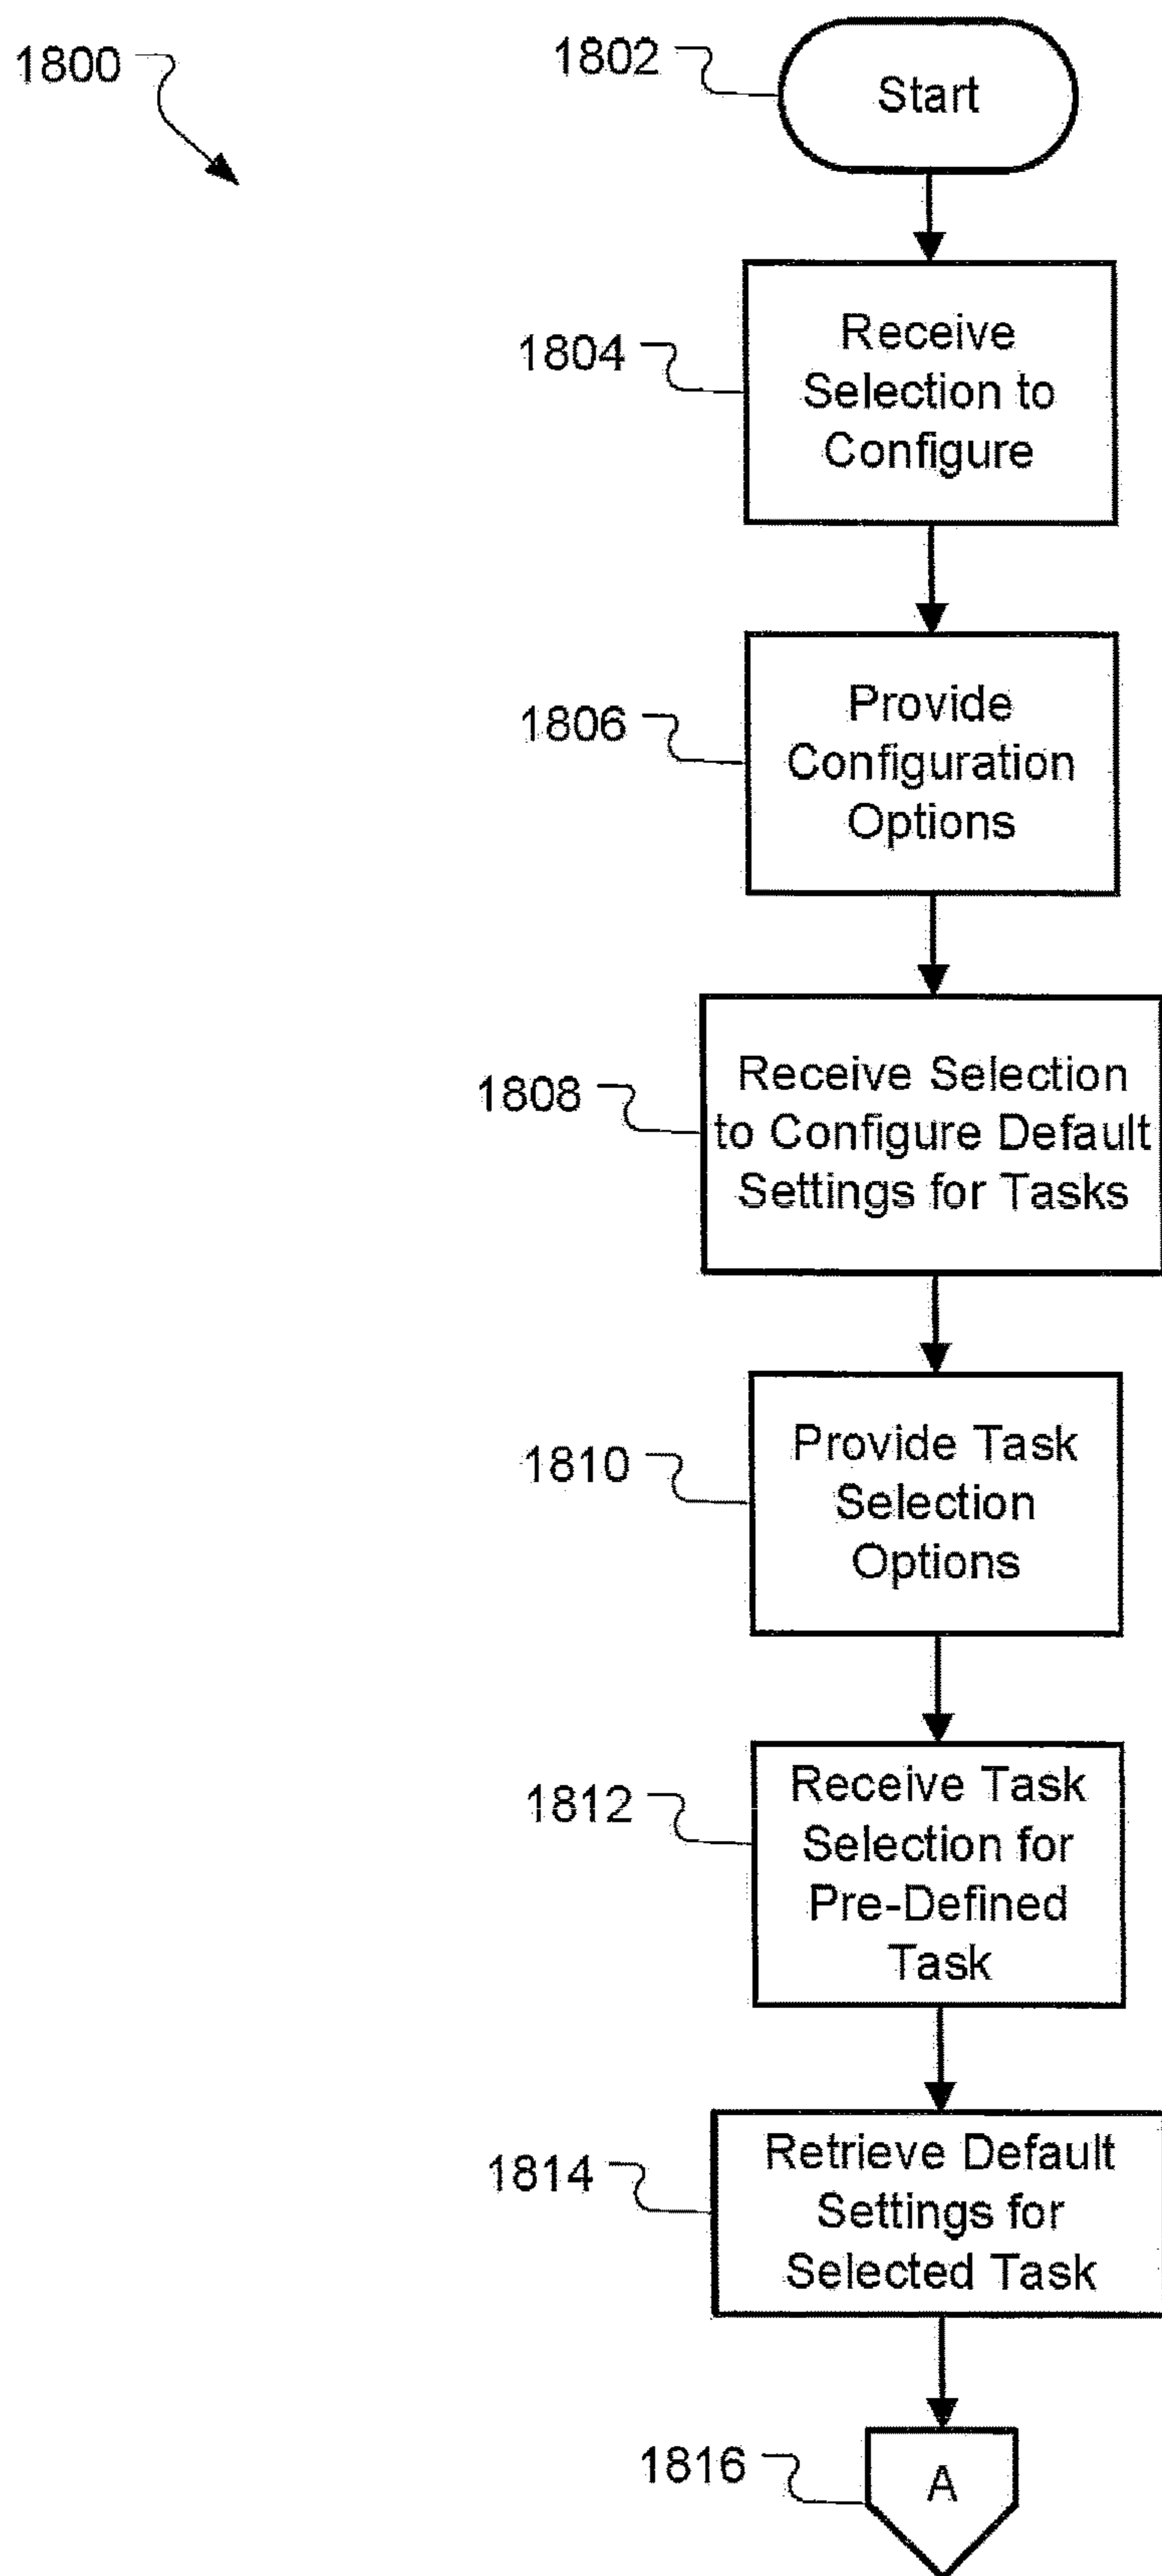 1800
1802
Start
1804
Receive
Selection to
Configure
1806
Provide
Configuration
Options
1808
Receive Selection
to Configure Default
Settings for Tasks
1810
Provide Task
Selection
Options
1812
Receive Task
Selection for
Pre-Defined
Task
1814
Retrieve Default
Settings for
Selected Task
1816
A